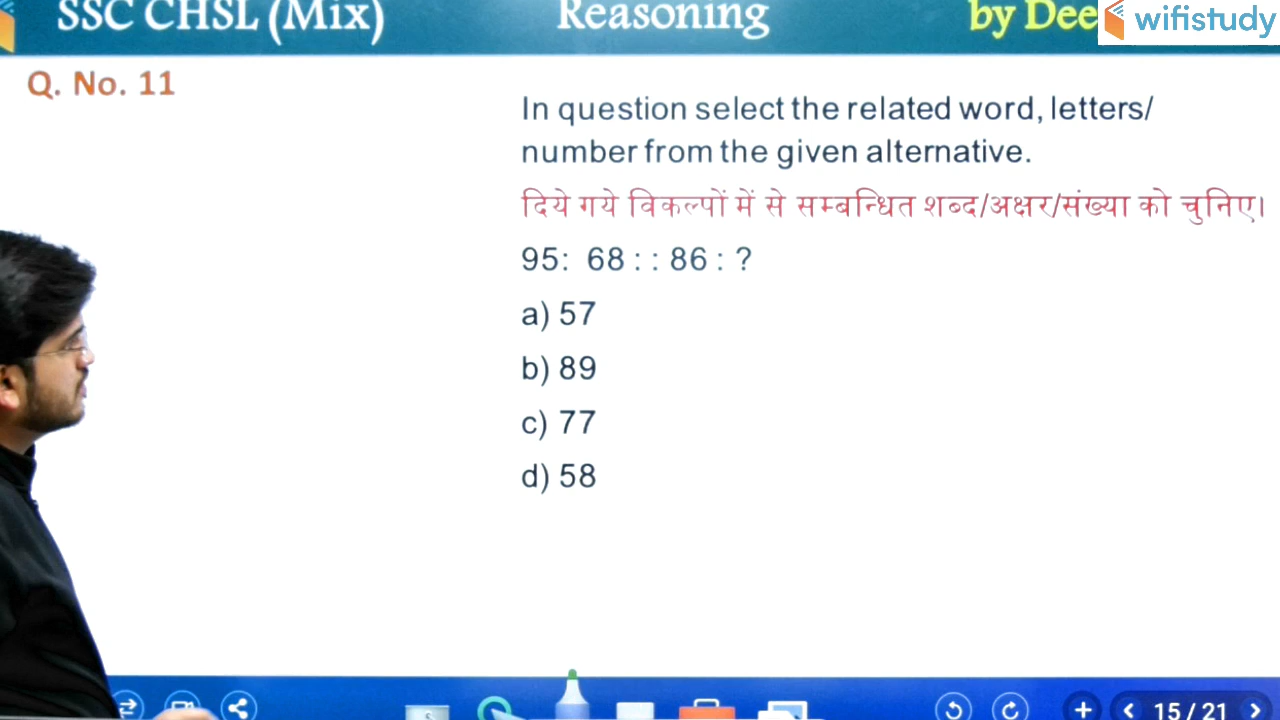 SSC CHSL (Mix)
Reasoning
by Dee
wifistudy
Q. No. 11
In question select the related word, letters/
number from the given alternative.
दिये गये विकल्पों में से सम्बन्धित शब्द/अक्षर/संख्या को चुनिए।
95: 68 : : 86 : ?
a) 57
b) 89
c) 77
d) 58
15 / 21